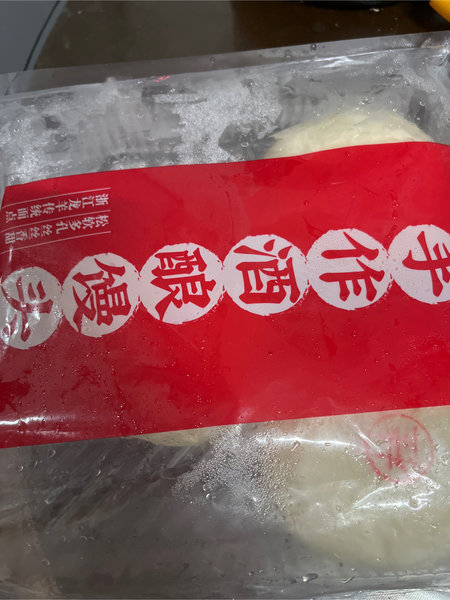 手作酒酿馒头
松软多孔 丝丝香甜
浙江龙羊传统面点